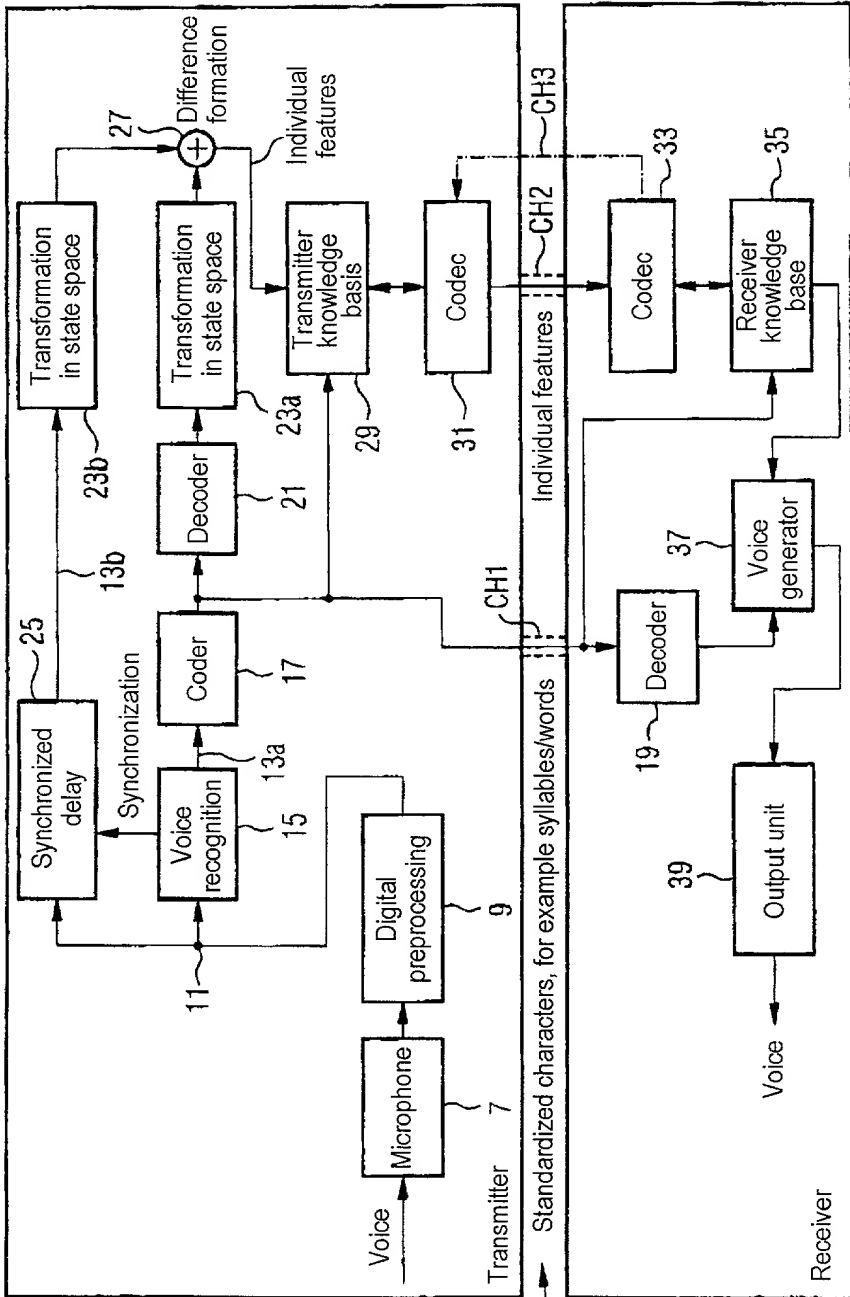 Transmitter
Voice
Microphone
7
Digital
preprocessing
9
11
Voice
recognition
15
Synchronization
Synchronized
delay
25
13a
13b
Coder
17
Decoder
21
Transformation
in state space
23a
Transformation
in state space
23b
27
Difference
formation
Individual
features
Transmitter
knowledge
basis
29
Codec
31
Standardized characters, for example syllables/words
CH1
Individual features
CH2
CH3
Receiver
Decoder
19
Codec
33
Receiver
knowledge
base
35
Voice
generator
37
Output unit
39
Voice